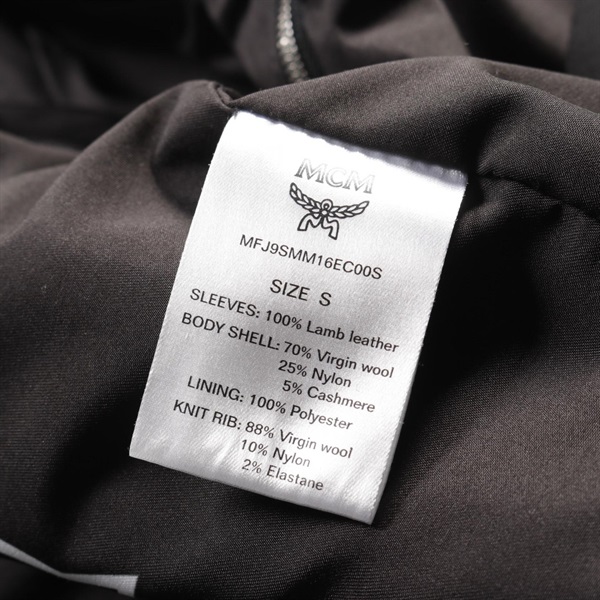 MCM
MFJ9SMM16EC00S
SIZE S
SLEEVES: 100% Lamb leather
BODY SHELL: 70% Virgin wool
25% Nylon
5% Cashmere
LINING: 100% Polyester
KNIT RIB: 88% Virgin wool
10% Nylon
2% Elastane